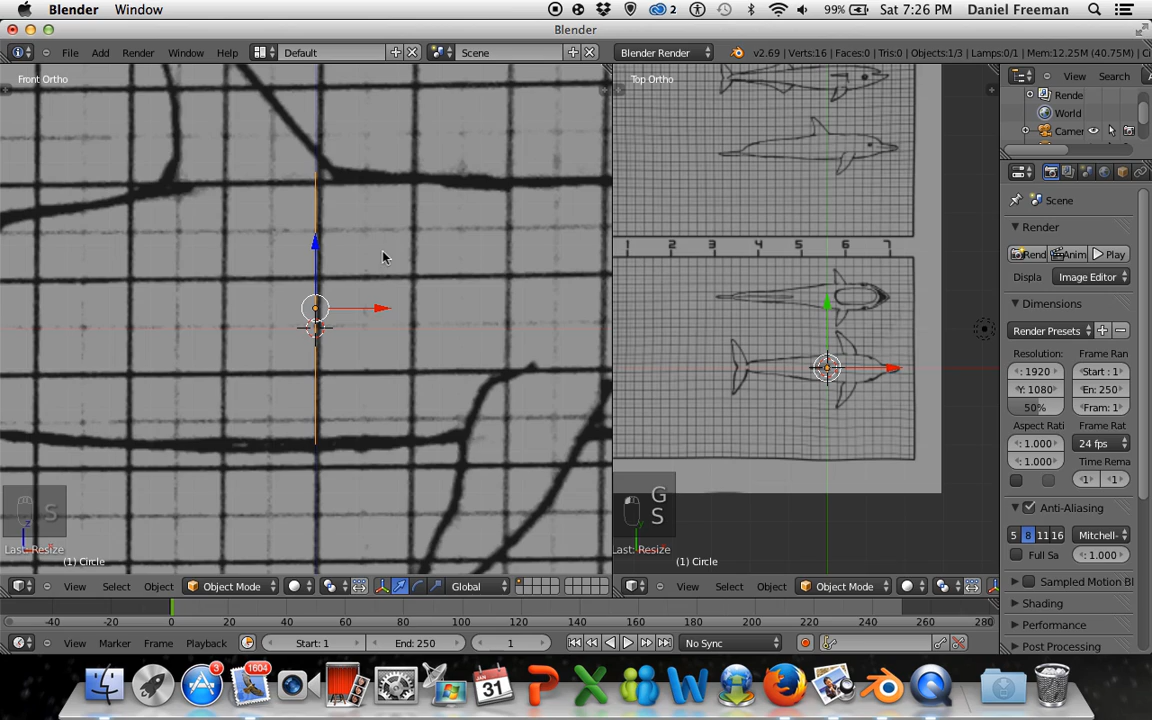 Blender Window 2 99% Sat 7:26 PM Daniel Freeman
Blender
File Add Render Window Help Default Scene Blender Render v2.69 | Verts:16 | Faces:0 | Tris:0 | Objects:1/3 | Lamps:0/1 | Mem:12.25M (40.75M) | Ci
Front Ortho
Top Ortho
View Search A
Rende
World
Camer
Scene
Render
Rend Anim Play
Displa Image Editor
Dimensions
Render Presets
Resolution: Frame Ran
: 1920 Start : 1
Y: 1080 En: 250
50% Fram: 1
Aspect Rati Frame Rat
: 1.000 24 fps
: 1.000 Time Rema
1 1
Anti-Aliasing
5 8 11 16 Mitchell-
Full Sa : 1.000
Sampled Motion Bl
Shading
Performance
Post Processing
1 2 3 4 5 6 7
S
z
Last: Resize
(1) Circle
G
S
Last: Resize
(1) Circle
View Select Object Object Mode Global
View Select Object Object Mode
-40 -20 0 20 40 60 80 100 120 140 160 180 200 220 240 260 280
View Marker Frame Playback Start: 1 End: 250 1 No Sync
3 1604 JAN 31